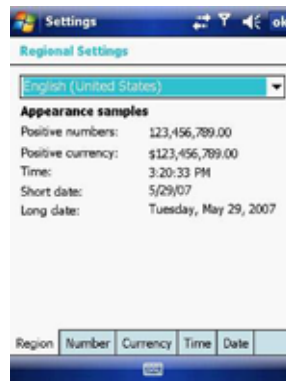 Settings
ok
Regional Settings
English (United States)
Appearance samples
Positive numbers: 123,456,789.00
Positive currency: $123,456,789.00
Time: 3:20:33 PM
Short date: 5/29/07
Long date: Tuesday, May 29, 2007
Region Number Currency Time Date